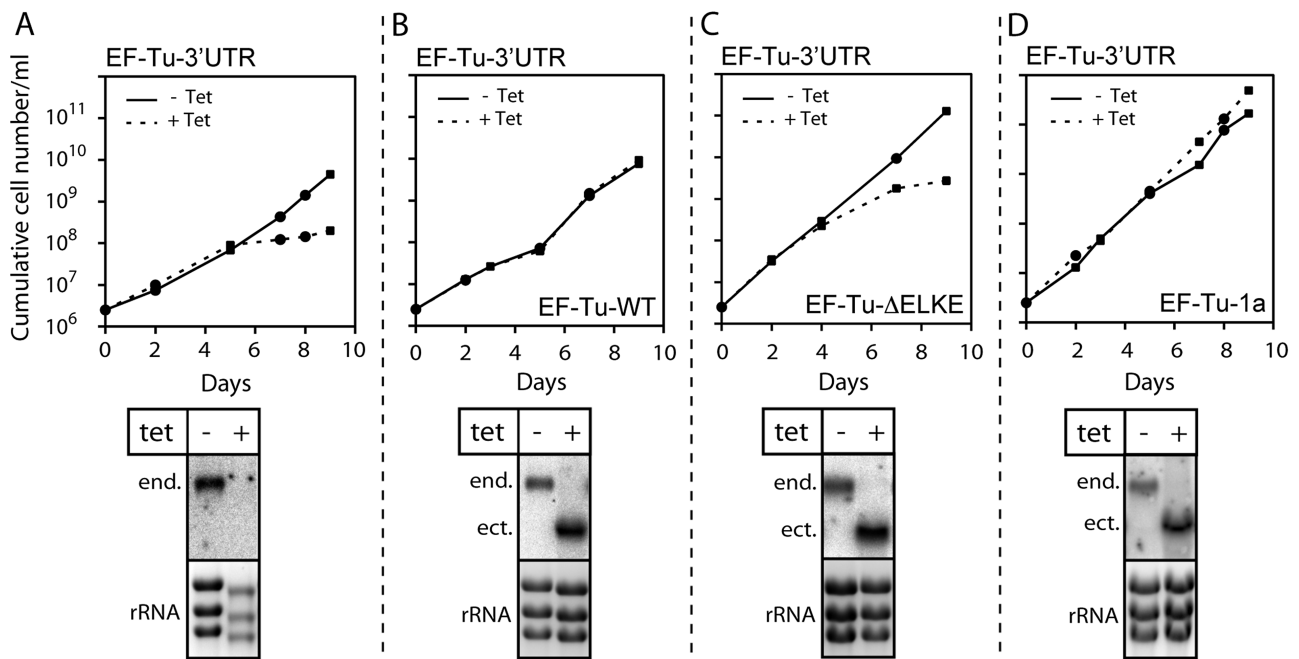 A
B
C
D
EF-Tu-3'UTR
EF-Tu-3'UTR
EF-Tu-3'UTR
EF-Tu-3'UTR
- Tet
+ Tet
- Tet
+ Tet
- Tet
+ Tet
- Tet
+ Tet
Cumulative cell number/ml
10¹¹
10¹⁰
10⁹
10⁸
10⁷
10⁶
EF-Tu-WT
EF-Tu-ΔELKE
EF-Tu-1a
0 2 4 6 8 10
0 2 4 6 8 10
0 2 4 6 8 10
0 2 4 6 8 10
Days
Days
Days
Days
tet - +
end.
rRNA
tet - +
end.
ect.
rRNA
tet - +
end.
ect.
rRNA
tet - +
end.
ect.
rRNA